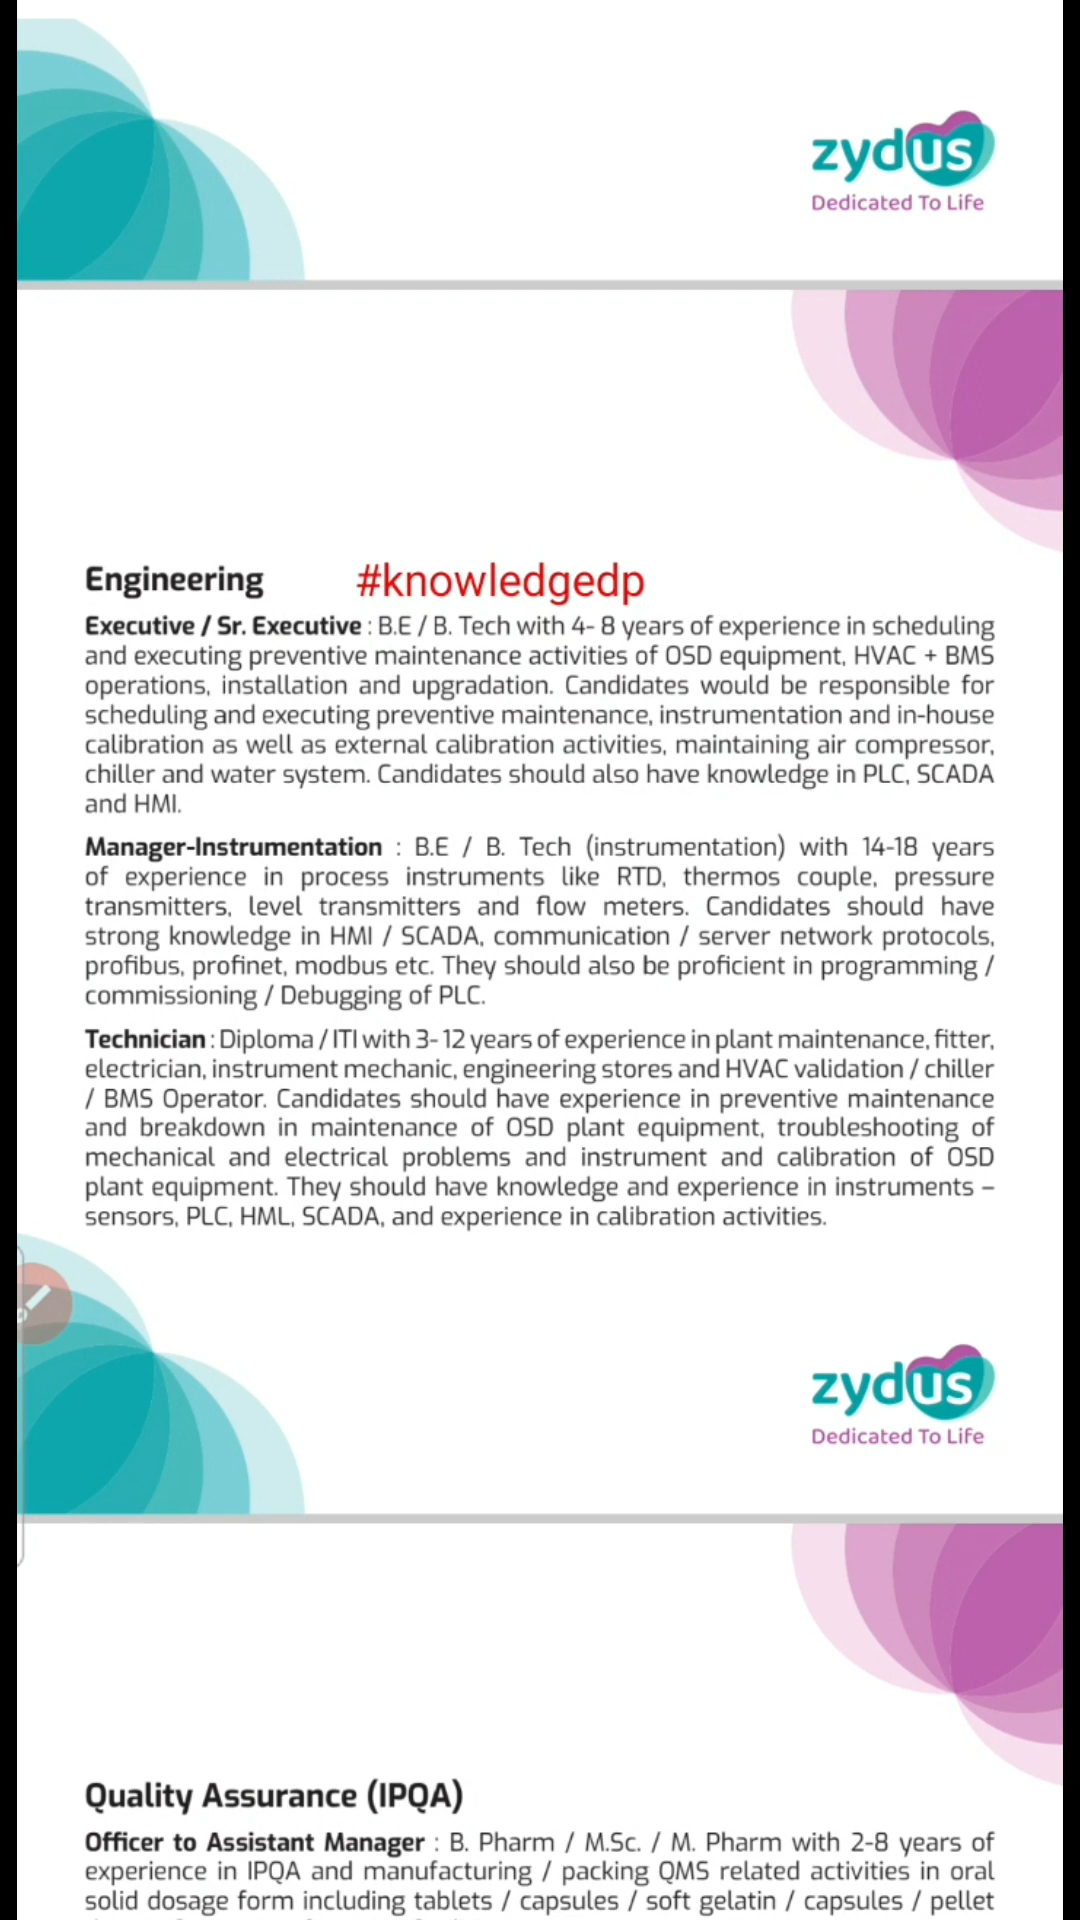 zydus
Dedicated To Life
Engineering #knowledgedp
Executive / Sr. Executive : B.E / B. Tech with 4- 8 years of experience in scheduling
and executing preventive maintenance activities of OSD equipment, HVAC + BMS
operations, installation and upgradation. Candidates would be responsible for
scheduling and executing preventive maintenance, instrumentation and in-house
calibration as well as external calibration activities, maintaining air compressor,
chiller and water system. Candidates should also have knowledge in PLC, SCADA
and HMI.
Manager-Instrumentation : B.E / B. Tech (instrumentation) with 14-18 years
of experience in process instruments like RTD, thermos couple, pressure
transmitters, level transmitters and flow meters. Candidates should have
strong knowledge in HMI / SCADA, communication / server network protocols,
profibus, profinet, modbus etc. They should also be proficient in programming /
commissioning / Debugging of PLC.
Technician : Diploma / ITI with 3- 12 years of experience in plant maintenance, fitter,
electrician, instrument mechanic, engineering stores and HVAC validation / chiller
/ BMS Operator. Candidates should have experience in preventive maintenance
and breakdown in maintenance of OSD plant equipment, troubleshooting of
mechanical and electrical problems and instrument and calibration of OSD
plant equipment. They should have knowledge and experience in instruments –
sensors, PLC, HML, SCADA, and experience in calibration activities.
zydus
Dedicated To Life
Quality Assurance (IPQA)
Officer to Assistant Manager : B. Pharm / M.Sc. / M. Pharm with 2-8 years of
experience in IPQA and manufacturing / packing QMS related activities in oral
solid dosage form including tablets / capsules / soft gelatin / capsules / pellet